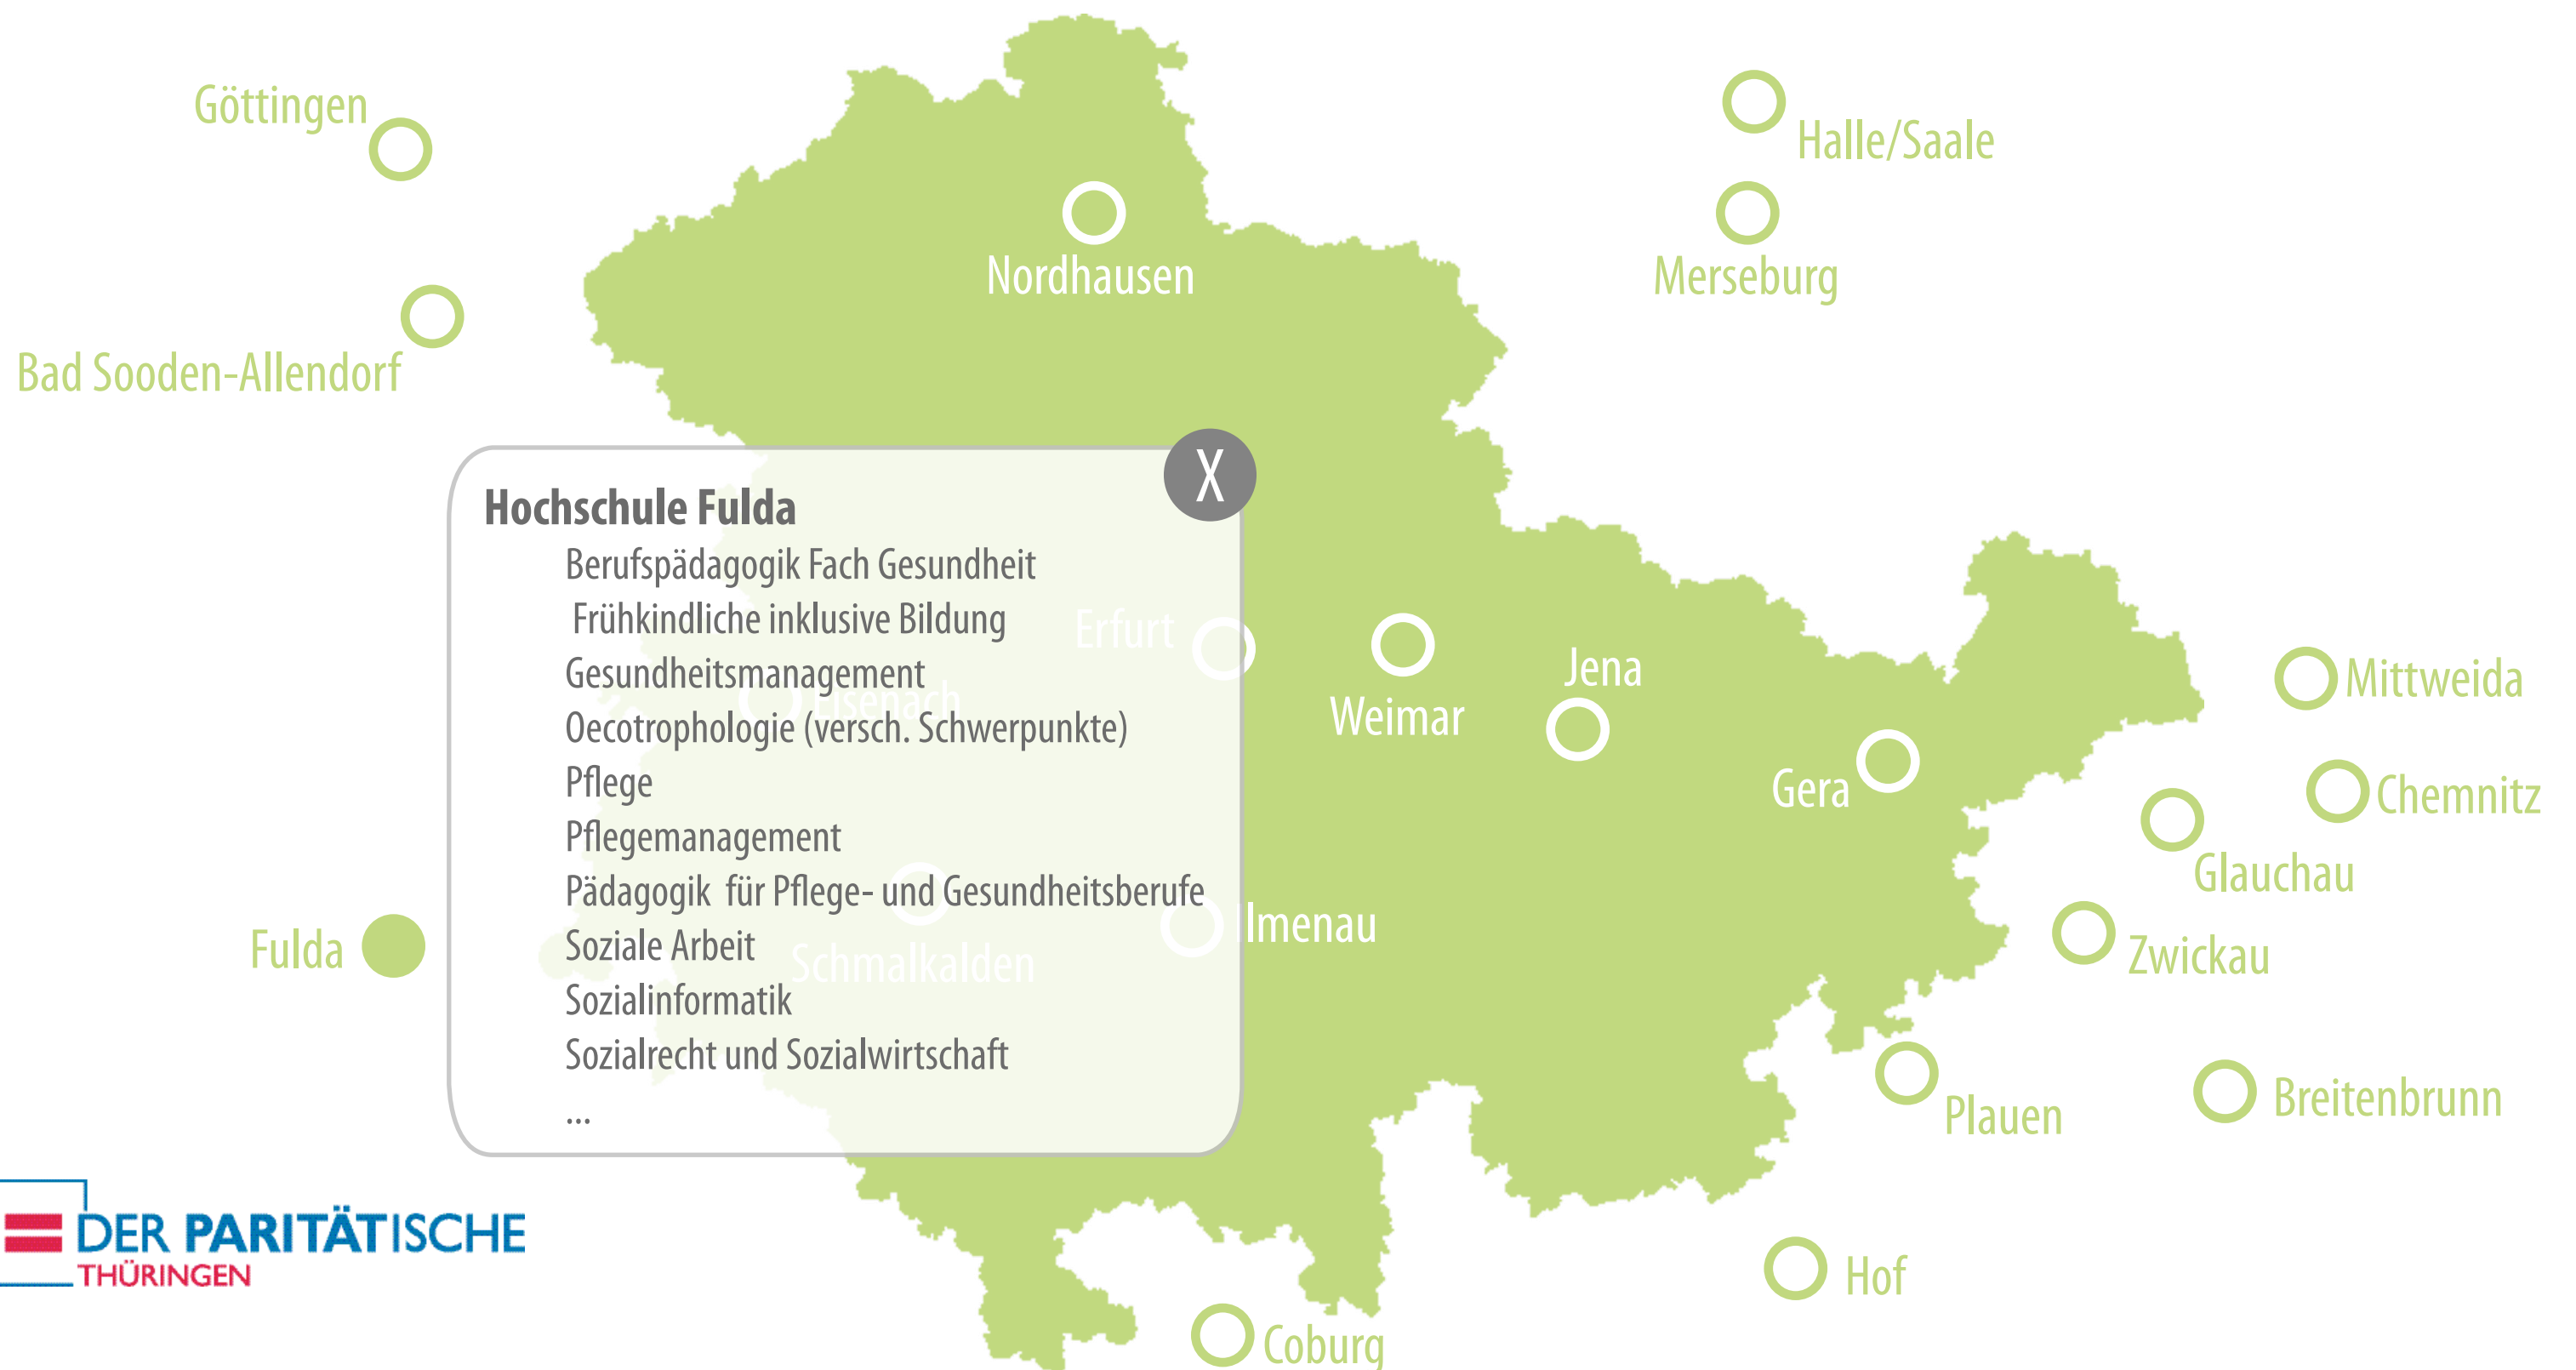 Göttingen
Halle/Saale
Nordhausen
Merseburg
Bad Sooden-Allendorf
X
Hochschule Fulda
Berufspädagogik Fach Gesundheit
Frühkindliche inklusive Bildung
Gesundheitsmanagement
Oecotrophologie (versch. Schwerpunkte)
Pflege
Pflegemanagement
Pädagogik für Pflege- und Gesundheitsberufe
Soziale Arbeit
Sozialinformatik
Sozialrecht und Sozialwirtschaft
...
Erfurt
Eisenach
Weimar
Jena
Gera
Mittweida
Chemnitz
Glauchau
Fulda
Schmalkalden
Ilmenau
Zwickau
Plauen
Breitenbrunn
Hof
Coburg
DER PARITÄTISCHE
THÜRINGEN